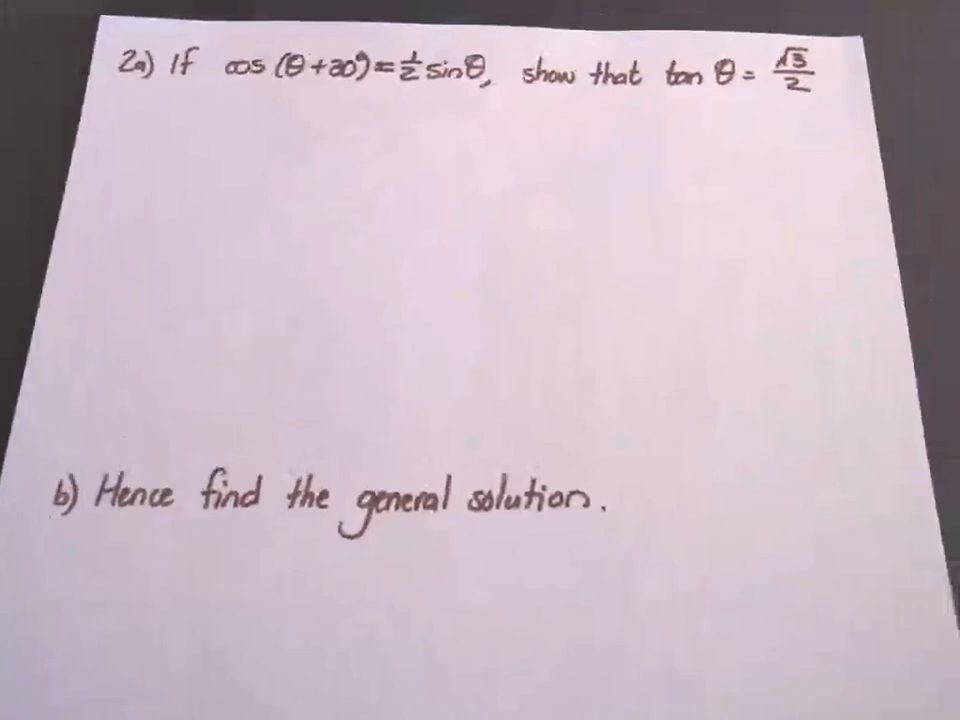 2a) If cos (θ+30°)=½ sinθ, show that tan θ = √3/2
b) Hence find the general solution.